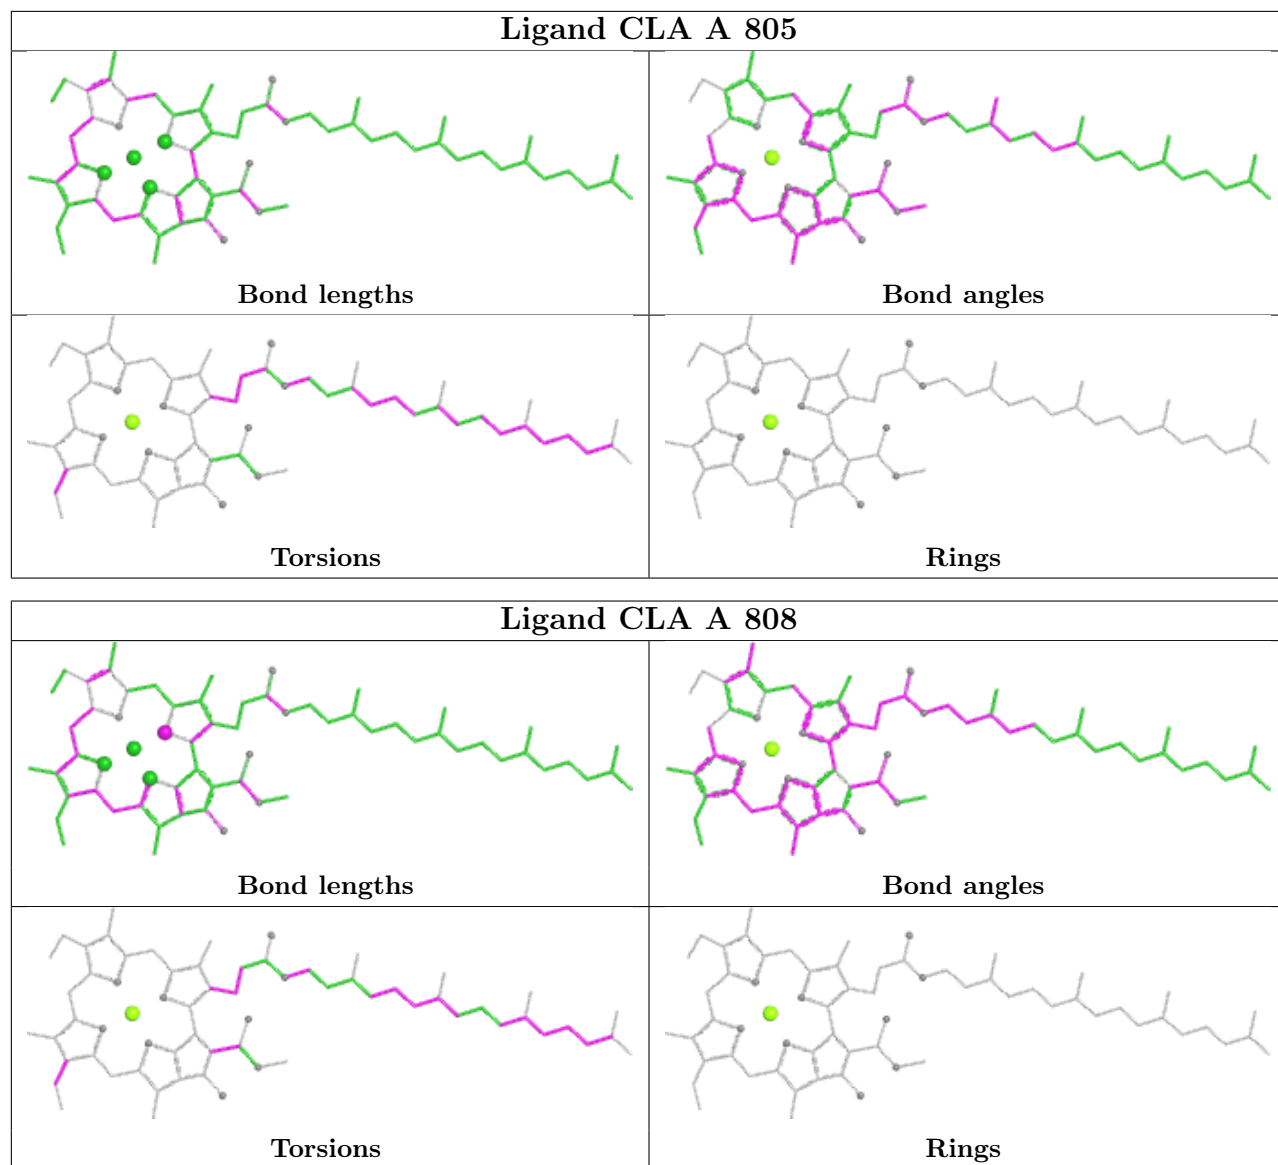 Ligand CLA A 805
Bond lengths
Bond angles
Torsions
Rings
Ligand CLA A 808
Bond lengths
Bond angles
Torsions
Rings